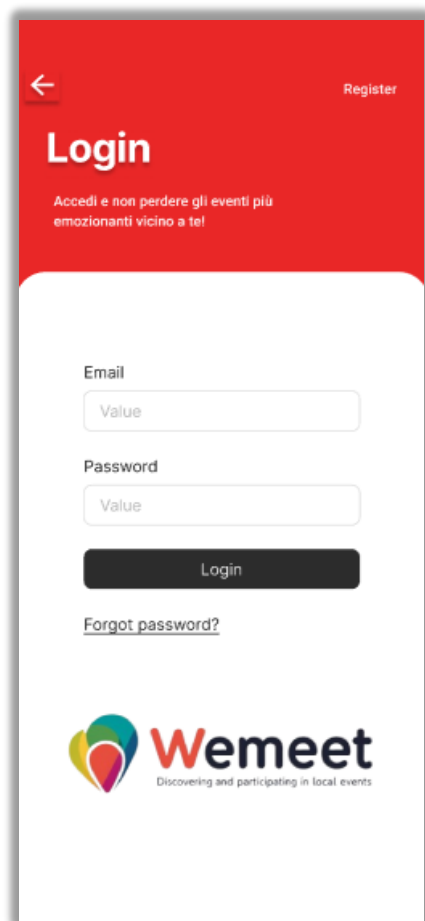 Register
Login
Accedi e non perdere gli eventi più
emozionanti vicino a te!
Email
Value
Password
Value
Login
Forgot password?
Wemeet
Discovering and participating in local events